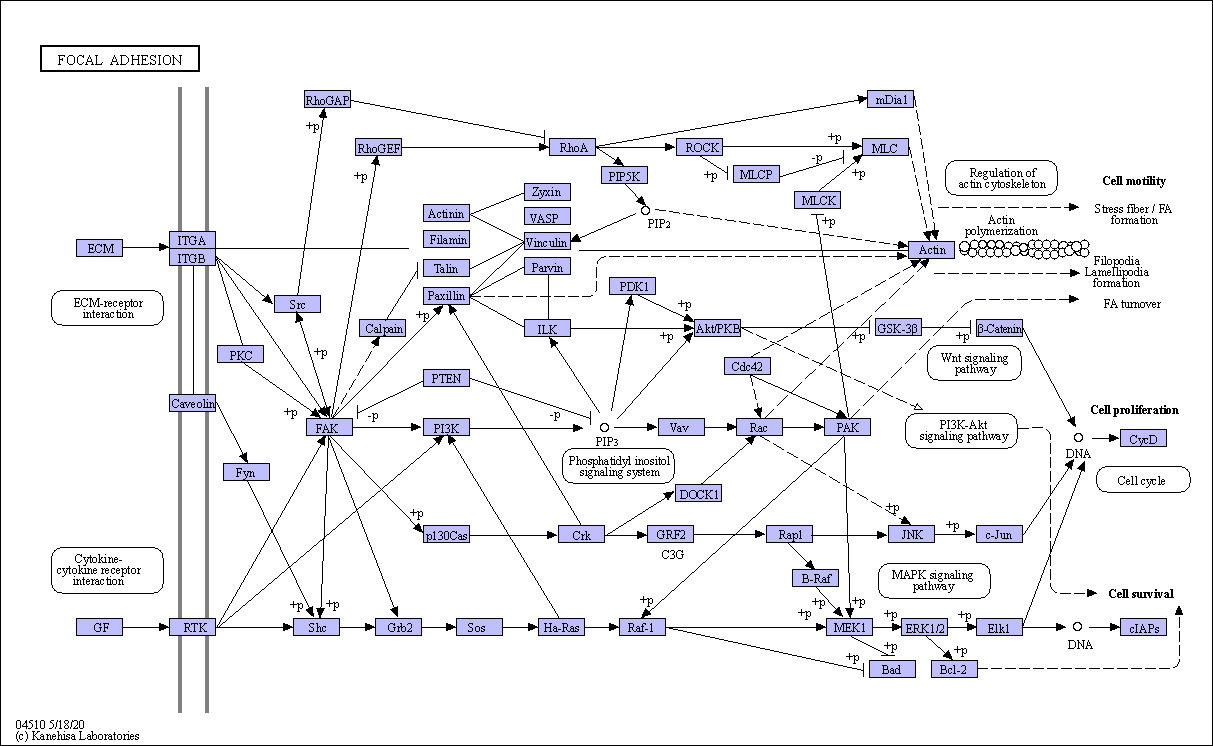 FOCAL ADHESION
RhoGAP
mDia1
+p
RhoGEF
RhoA
ROCK
+p
MLC
+p
PIP5K
+p
MLCP
-p
+p
MLCK
+p
Regulation of
actin cytoskeleton
Cell motility
Zyxin
Actinin
VASP
PIP2
Stress fiber / FA
formation
Actin
polymerization
ECM
ITGA
ITGB
Filamin
Vinculin
Actin
Talin
Parvin
Filopodia
Lamellipodia
formation
ECM-receptor
interaction
Src
Paxillin
PDK1
FA turnover
+p
Calpain
+p
ILK
+p
+p
Akt/PKB
GSK-3β
+p
β-Catenin
+p
PKC
Wnt signaling
pathway
PTEN
Cdc42
Caveolin
+p
-p
-p
Cell proliferation
FAK
PI3K
PIP3
Vav
Rac
PAK
PI3K-Akt
signaling pathway
CycD
DNA
Phosphatidyl inositol
signaling system
Fyn
Cell cycle
DOCK1
+p
+p
p130Cas
Crk
GRF2
C3G
Rap1
JNK
+p
c-Jun
Cytokine-
cytokine receptor
interaction
B-Raf
MAPK signaling
pathway
Cell survival
+p
+p
+p
+p
+p
+p
+p
+p
GF
RTK
Shc
Grb2
Sos
Ha-Ras
Raf-1
MEK1
ERK1/2
Elk1
DNA
cIAPs
+p
+p
+p
Bad
Bcl-2
04510 5/18/20
(c) Kanehisa Laboratories